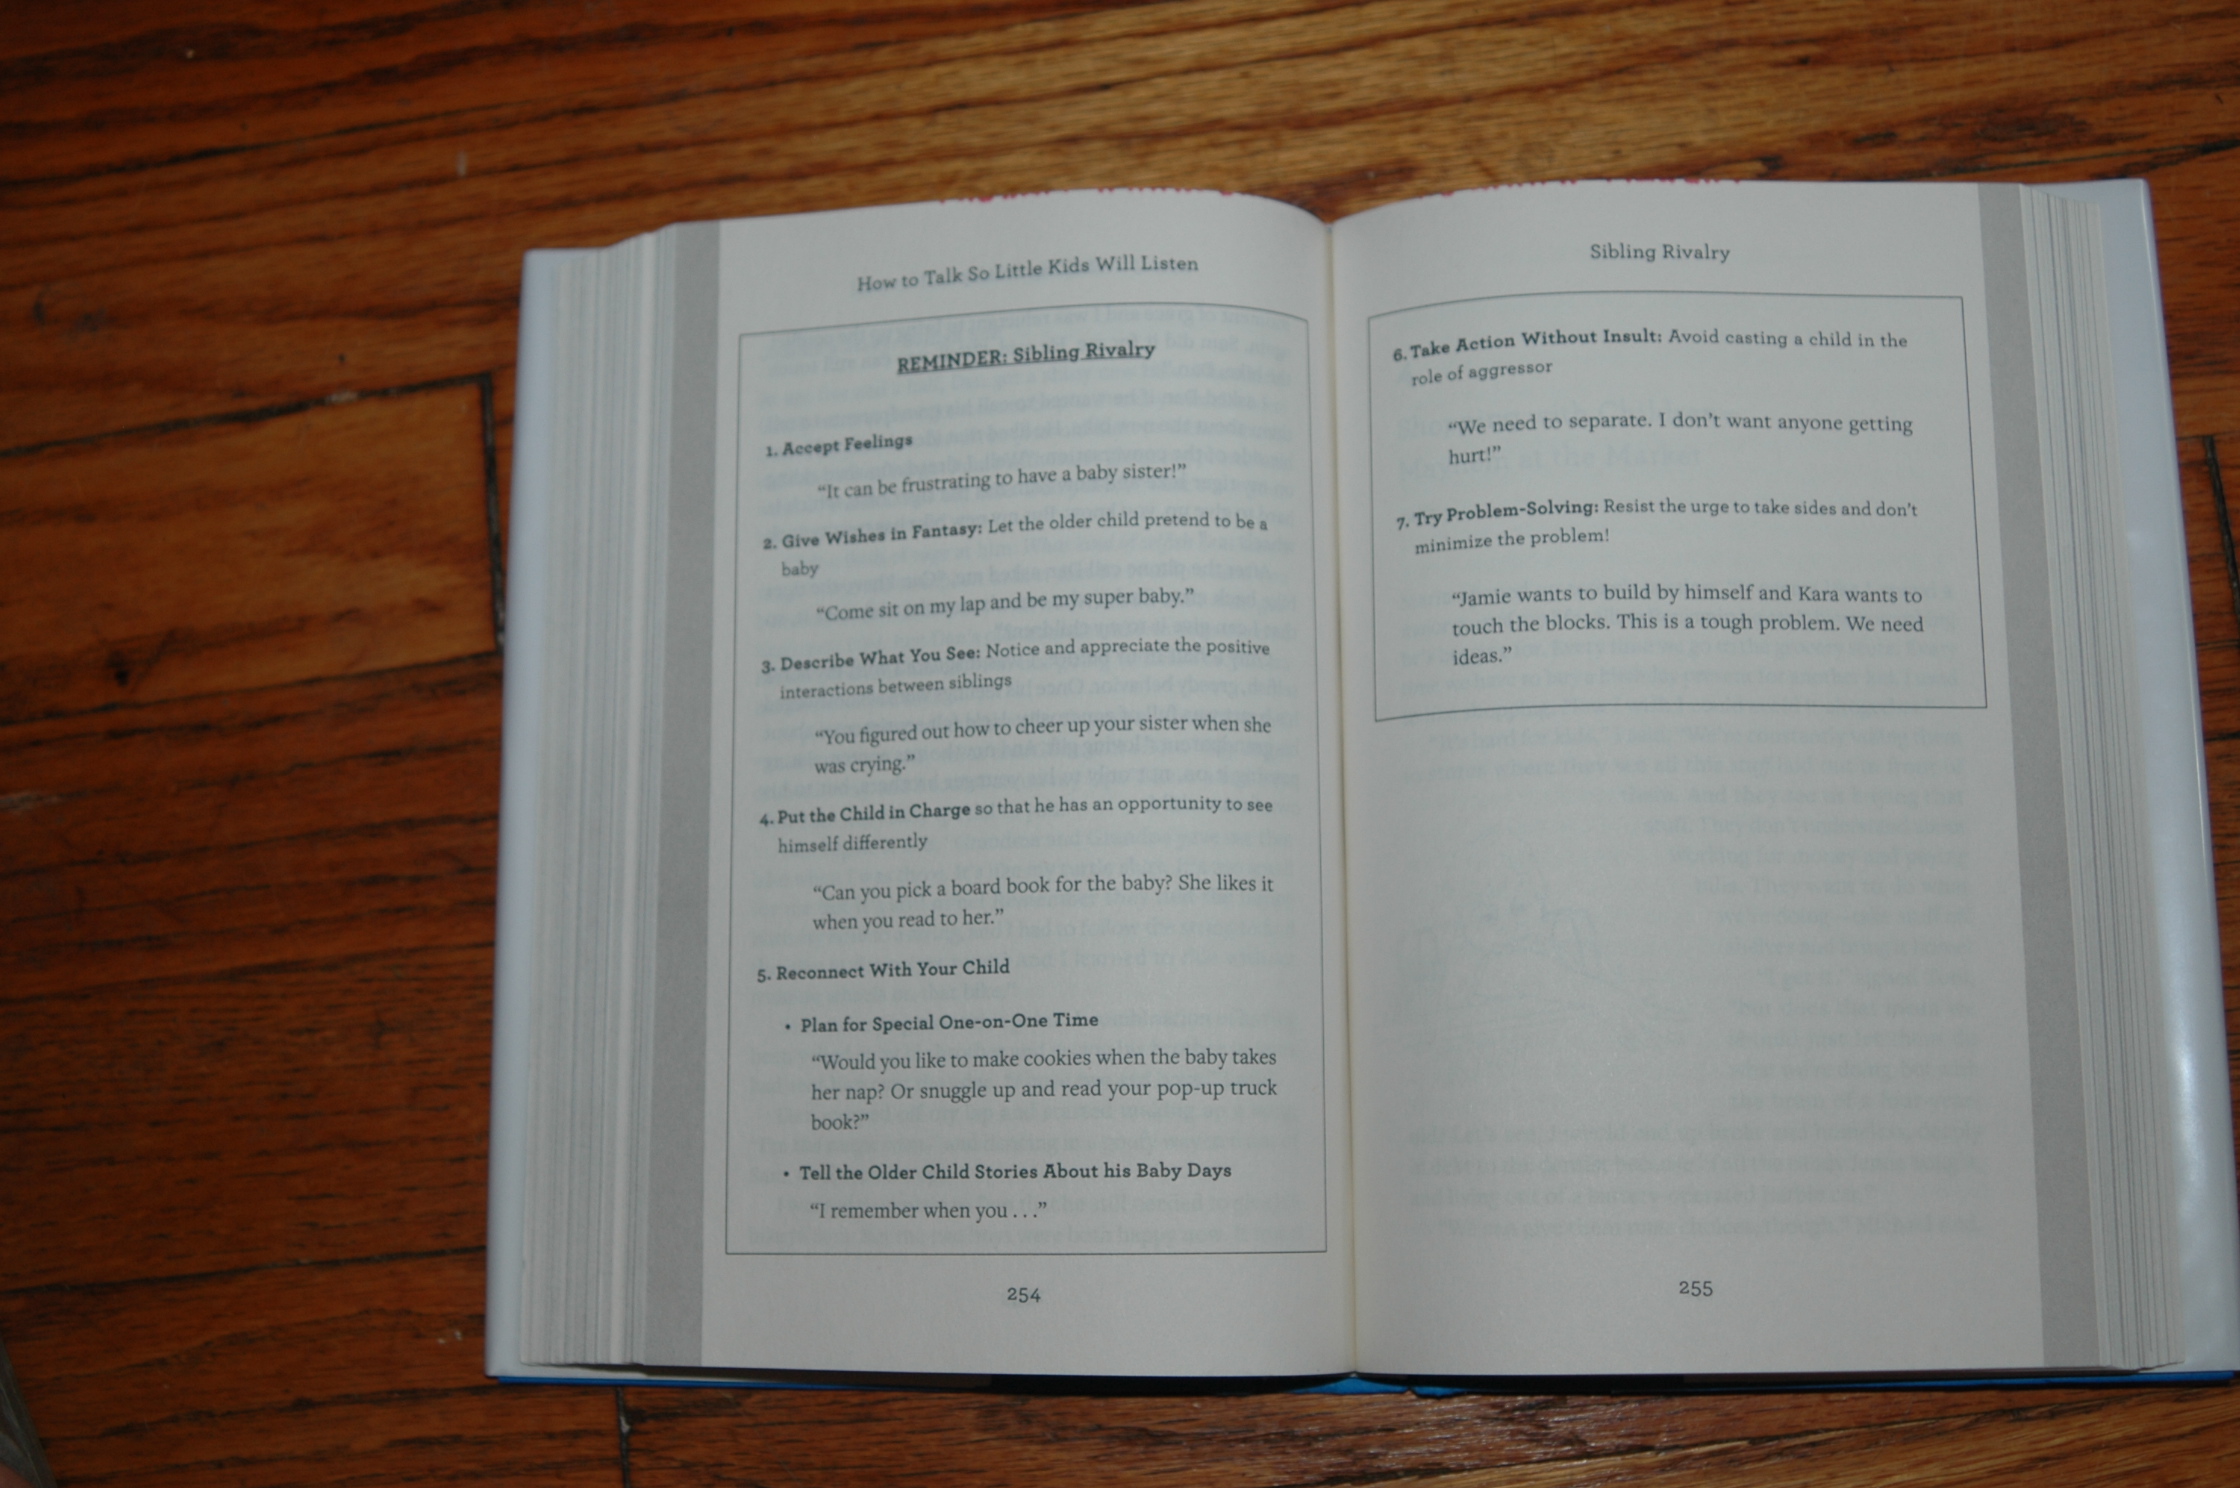 How to Talk So Little Kids Will Listen
REMINDER: Sibling Rivalry
1. Accept Feelings
“It can be frustrating to have a baby sister!”
2. Give Wishes in Fantasy: Let the older child pretend to be a
baby
“Come sit on my lap and be my super baby.”
3. Describe What You See: Notice and appreciate the positive
interactions between siblings
“You figured out how to cheer up your sister when she
was crying.”
4. Put the Child in Charge so that he has an opportunity to see
himself differently
“Can you pick a board book for the baby? She likes it
when you read to her.”
5. Reconnect With Your Child
• Plan for Special One-on-One Time
“Would you like to make cookies when the baby takes
her nap? Or snuggle up and read your pop-up truck
book?”
• Tell the Older Child Stories About his Baby Days
“I remember when you . . .”
254
Sibling Rivalry
6. Take Action Without Insult: Avoid casting a child in the
role of aggressor
“We need to separate. I don’t want anyone getting
hurt!”
7. Try Problem-Solving: Resist the urge to take sides and don’t
minimize the problem!
“Jamie wants to build by himself and Kara wants to
touch the blocks. This is a tough problem. We need
ideas.”
255